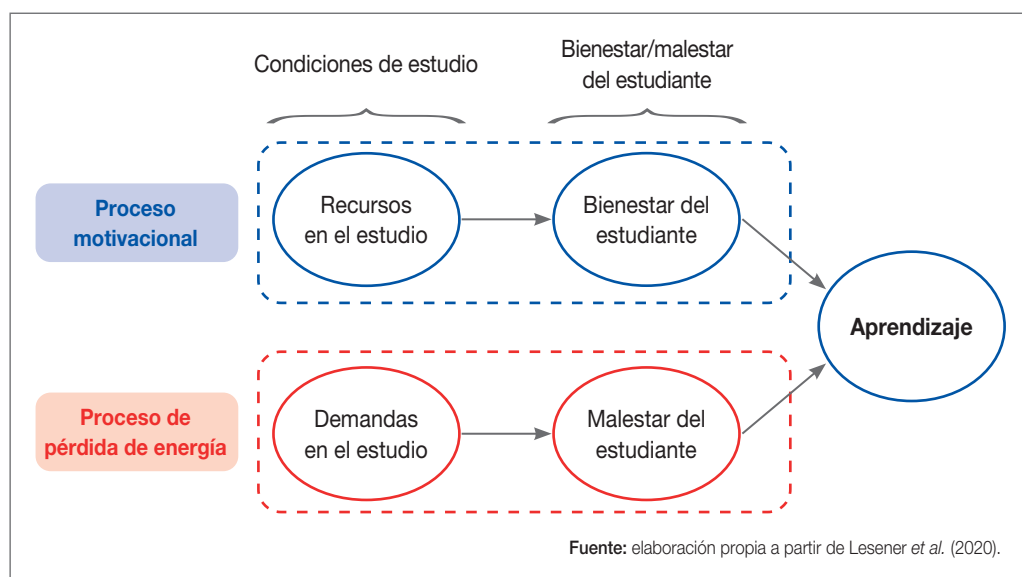 Condiciones de estudio
Bienestar/malestar
del estudiante
Proceso
motivacional
Recursos
en el estudio
Bienestar del
estudiante
Aprendizaje
Proceso de
pérdida de energía
Demandas
en el estudio
Malestar del
estudiante
Fuente: elaboración propia a partir de Lesener et al. (2020).